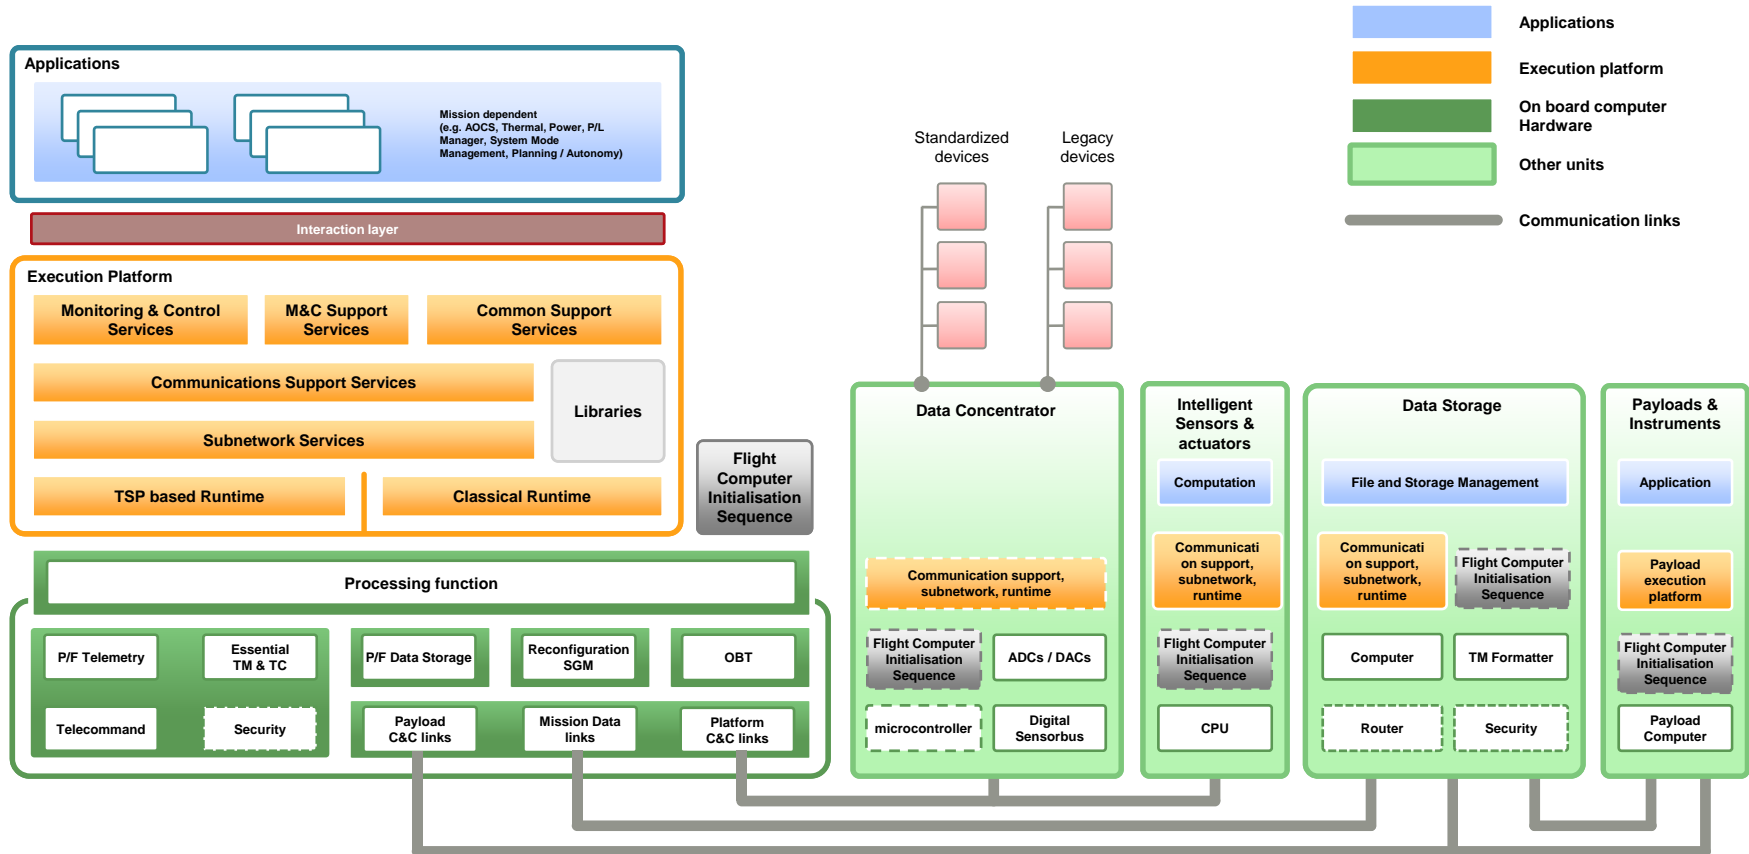 Applications
Execution platform
On board computer
Hardware
Other units
Communication links
Applications
Mission dependent
(e.g. AOCS, Thermal, Power, P/L
Manager, System Mode
Management, Planning / Autonomy)
Interaction layer
Execution Platform
Monitoring & Control
Services
M&C Support
Services
Common Support
Services
Communications Support Services
Libraries
Subnetwork Services
TSP based Runtime
Classical Runtime
Flight
Computer
Initialisation
Sequence
Processing function
P/F Telemetry
Essential
TM & TC
P/F Data Storage
Reconfiguration
SGM
OBT
Telecommand
Security
Payload
C&C links
Mission Data
links
Platform
C&C links
Standardized
devices
Legacy
devices
Data Concentrator
Communication support,
subnetwork, runtime
Flight Computer
Initialisation
Sequence
ADCs / DACs
microcontroller
Digital
Sensorbus
Intelligent
Sensors &
actuators
Computation
Communicati
on support,
subnetwork,
runtime
Flight Computer
Initialisation
Sequence
CPU
Data Storage
File and Storage Management
Communicati
on support,
subnetwork,
runtime
Flight Computer
Initialisation
Sequence
Computer
TM Formatter
Router
Security
Payloads &
Instruments
Application
Payload
execution
platform
Flight Computer
Initialisation
Sequence
Payload
Computer